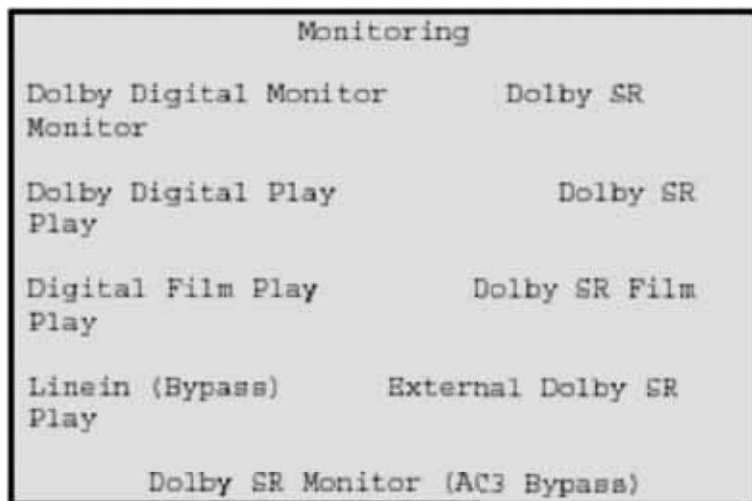 Monitoring
Dolby Digital Monitor Dolby SR
Monitor
Dolby Digital Play Dolby SR
Play
Digital Film Play Dolby SR Film
Play
Linein (Bypass) External Dolby SR
Play
Dolby SR Monitor (AC3 Bypass)